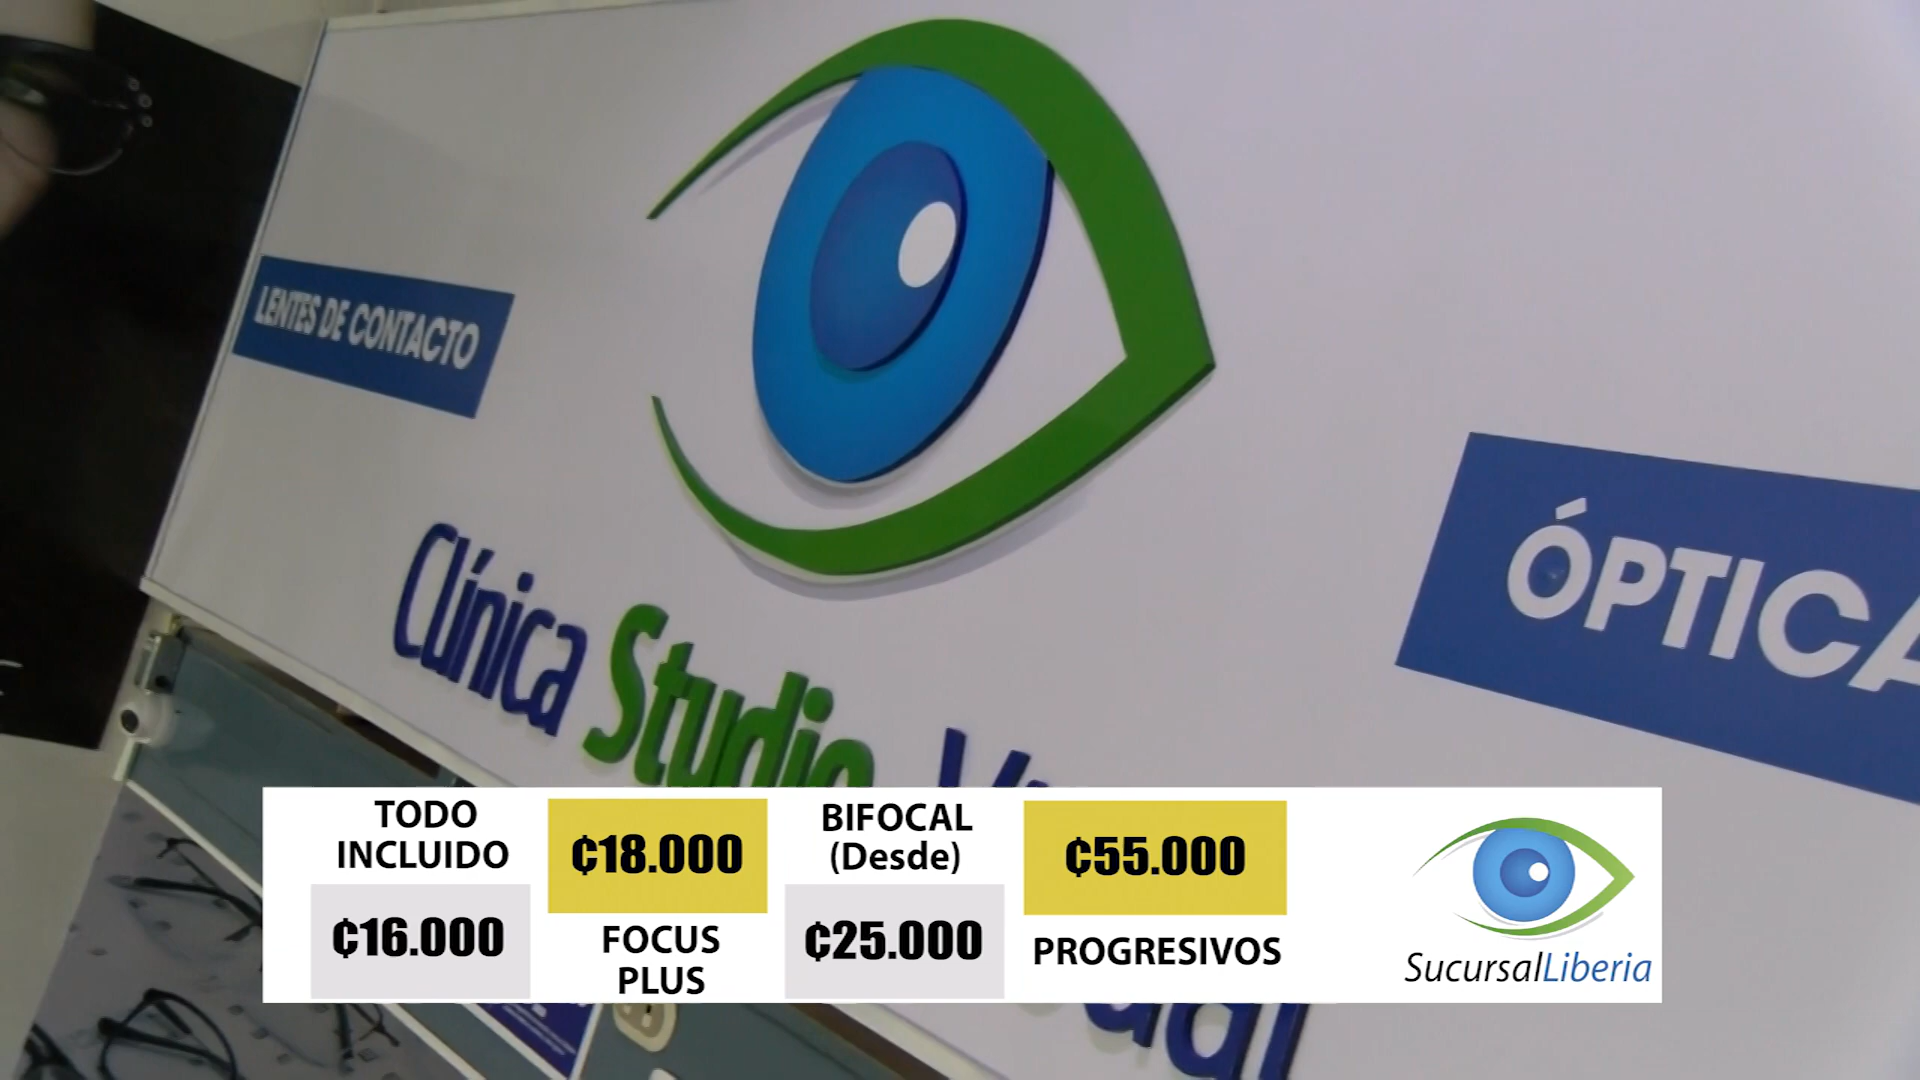 LENTES DE CONTACTO
ÓPTICA
Clínica Studio
TODO
INCLUIDO
₡16.000
₡18.000
FOCUS
PLUS
BIFOCAL
(Desde)
₡25.000
₡55.000
PROGRESIVOS
SucursalLiberia